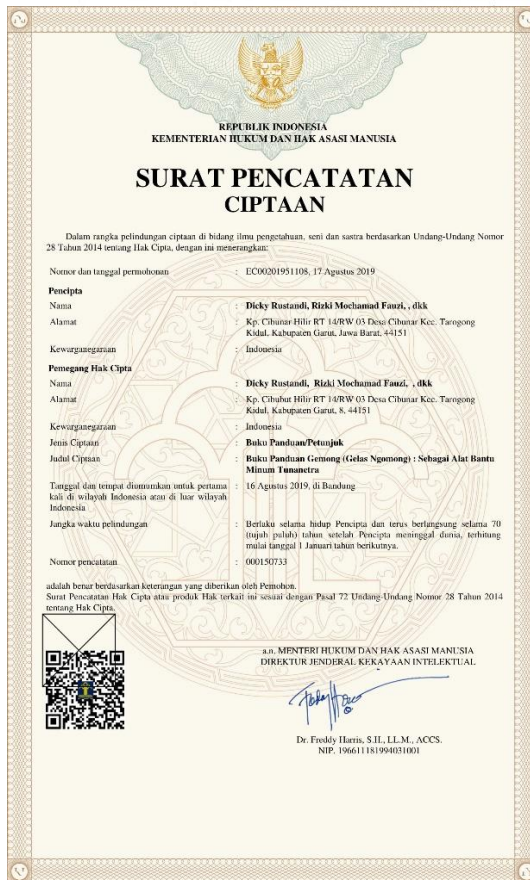 REPUBLIK INDONESIA
KEMENTERIAN HUKUM DAN HAK ASASI MANUSIA
SURAT PENCATATAN
CIPTAAN
Dalam rangka pelindungan ciptaan di bidang ilmu pengetahuan, seni dan sastra berdasarkan Undang-Undang Nomor
28 Tahun 2014 tentang Hak Cipta, dengan ini menerangkan:
Nomor dan tanggal permohonan : EC00201951108, 17 Agustus 2019
Pencipta
Nama : Dicky Rustandi, Rizki Mochamad Fauzi, , dkk
Alamat : Kp. Cibunar Hilir RT 14/RW 03 Desa Cibunar Kec. Tarogong
Kidul, Kabupaten Garut, Jawa Barat, 44151
Kewarganegaraan : Indonesia
Pemegang Hak Cipta
Nama : Dicky Rustandi, Rizki Mochamad Fauzi, , dkk
Alamat : Kp. Cibubut Hilir RT 14/RW 03 Desa Cibunar Kec. Tarogong
Kidul, Kabupaten Garut, 8, 44151
Kewarganegaraan : Indonesia
Jenis Ciptaan : Buku Panduan/Petunjuk
Judul Ciptaan : Buku Panduan Gemong (Gelas Ngomong) : Sebagai Alat Bantu
Minum Tunanetra
Tanggal dan tempat diumumkan untuk pertama : 16 Agustus 2019, di Bandung
kali di wilayah Indonesia atau di luar wilayah
Indonesia
Jangka waktu pelindungan : Berlaku selama hidup Pencipta dan terus berlangsung selama 70
(tujuh puluh) tahun setelah Pencipta meninggal dunia, terhitung
mulai tanggal 1 Januari tahun berikutnya.
Nomor pencatatan : 000150733
adalah benar berdasarkan keterangan yang diberikan oleh Pemohon.
Surat Pencatatan Hak Cipta atau produk Hak terkait ini sesuai dengan Pasal 72 Undang-Undang Nomor 28 Tahun 2014
tentang Hak Cipta.
a.n. MENTERI HUKUM DAN HAK ASASI MANUSIA
DIREKTUR JENDERAL KEKAYAAN INTELEKTUAL
Dr. Freddy Harris, S.H., LL.M., ACCS.
NIP. 196611181994031001